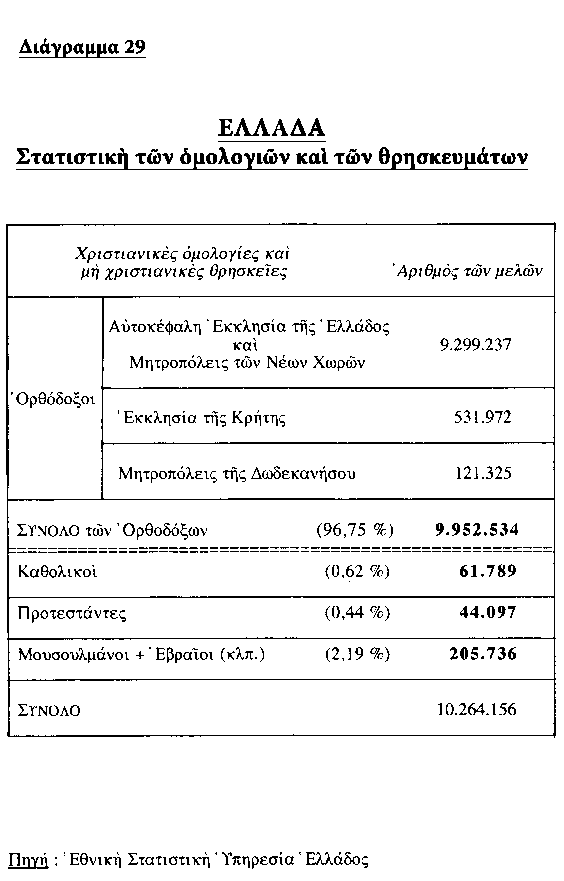 Διάγραμμα 29
ΕΛΛΑΔΑ
Στατιστικὴ τῶν ὁμολογιῶν καὶ τῶν θρησκευμάτων
Χριστιανικὲς ὁμολογίες καὶ
μὴ χριστιανικὲς θρησκεῖες
Ἀριθμὸς τῶν μελῶν
Αὐτοκέφαλη Ἐκκλησία τῆς Ἑλλάδος
καὶ
Μητροπόλεις τῶν Νέων Χωρῶν
9.299.237
Ὀρθόδοξοι
Ἐκκλησία τῆς Κρήτης 531.972
Μητροπόλεις τῆς Δωδεκανήσου 121.325
ΣΥΝΟΛΟ τῶν Ὀρθοδόξων (96,75 %) 9.952.534
Καθολικοὶ (0,62 %) 61.789
Προτεστάντες (0,44 %) 44.097
Μουσουλμάνοι + Ἑβραῖοι (κλπ.) (2,19 %) 205.736
ΣΥΝΟΛΟ 10.264.156
Πηγή : Ἐθνικὴ Στατιστικὴ Ὑπηρεσία Ἑλλάδος